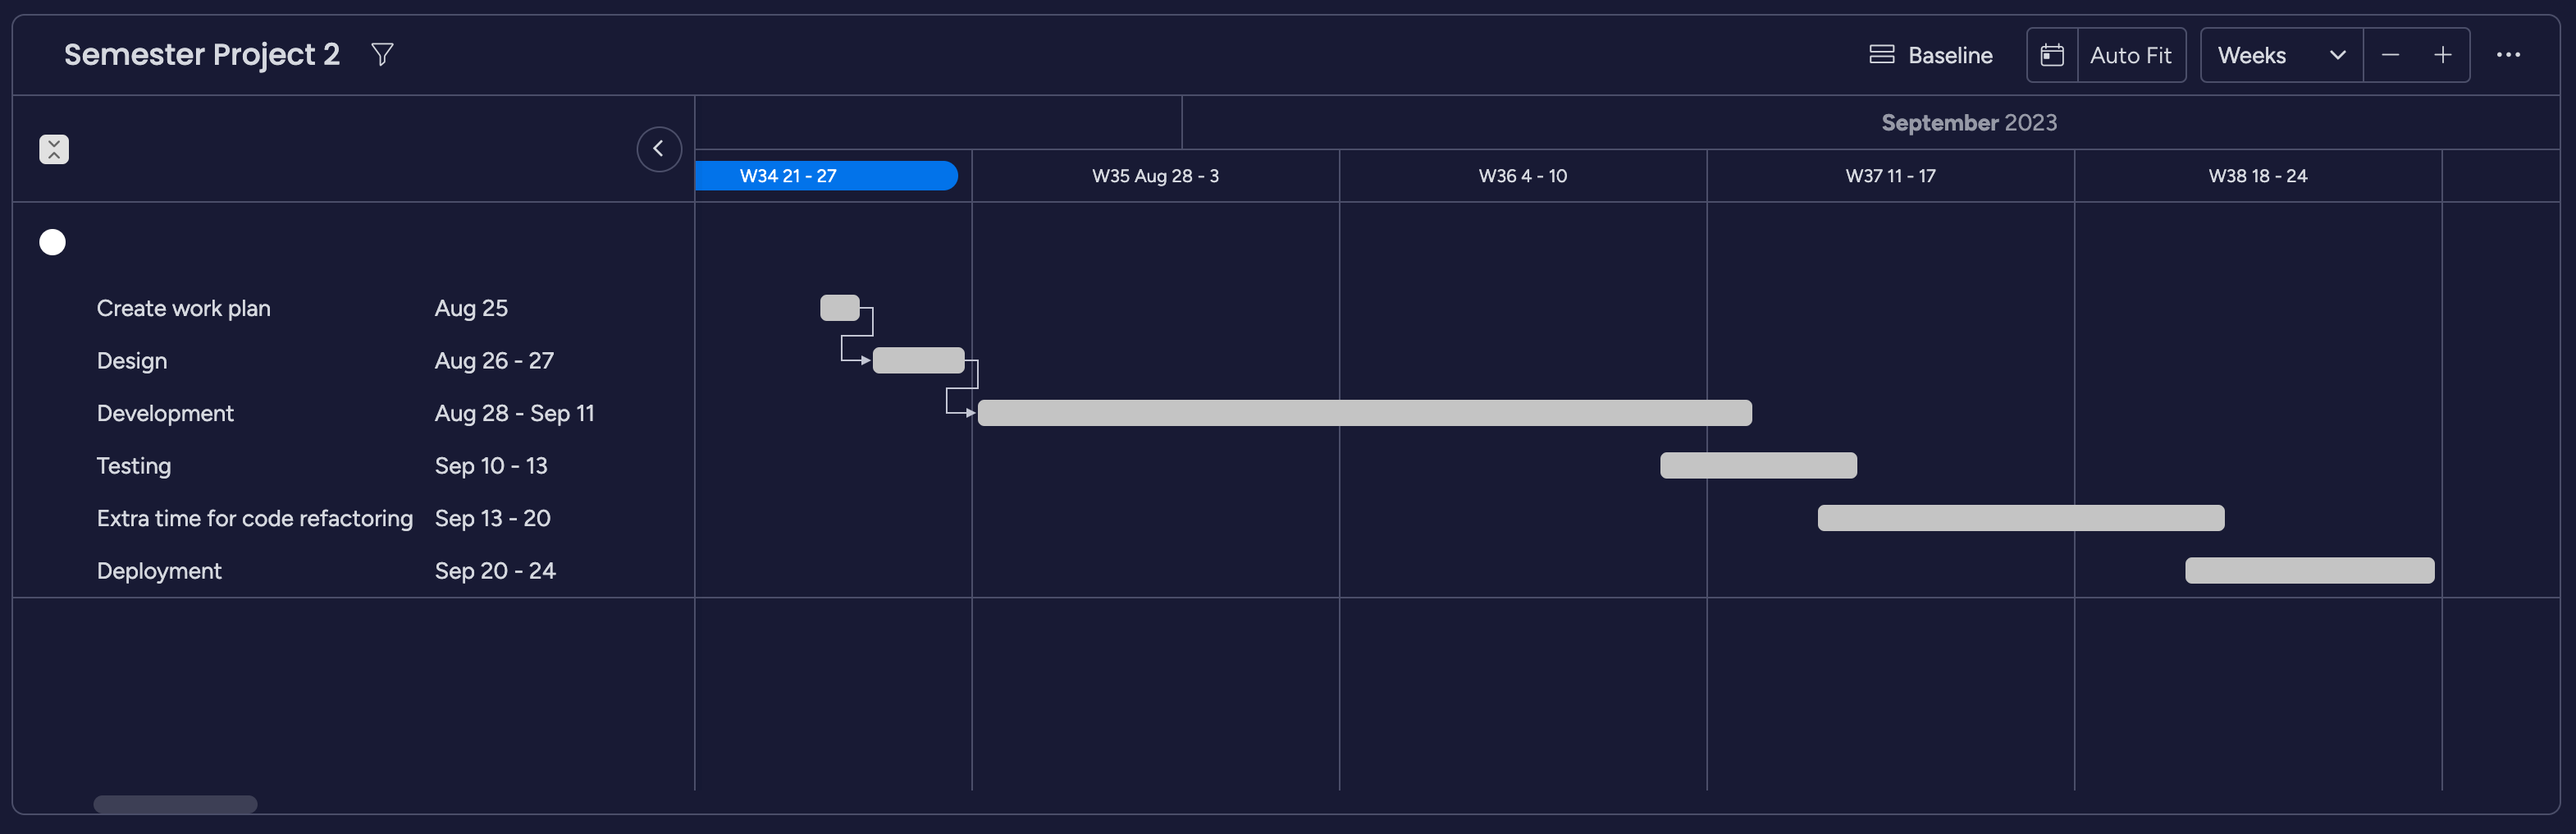 Semester Project 2
Baseline
Auto Fit
Weeks
September 2023
W34 21 - 27
W35 Aug 28 - 3
W36 4 - 10
W37 11 - 17
W38 18 - 24
Create work plan Aug 25
Design Aug 26 - 27
Development Aug 28 - Sep 11
Testing Sep 10 - 13
Extra time for code refactoring Sep 13 - 20
Deployment Sep 20 - 24